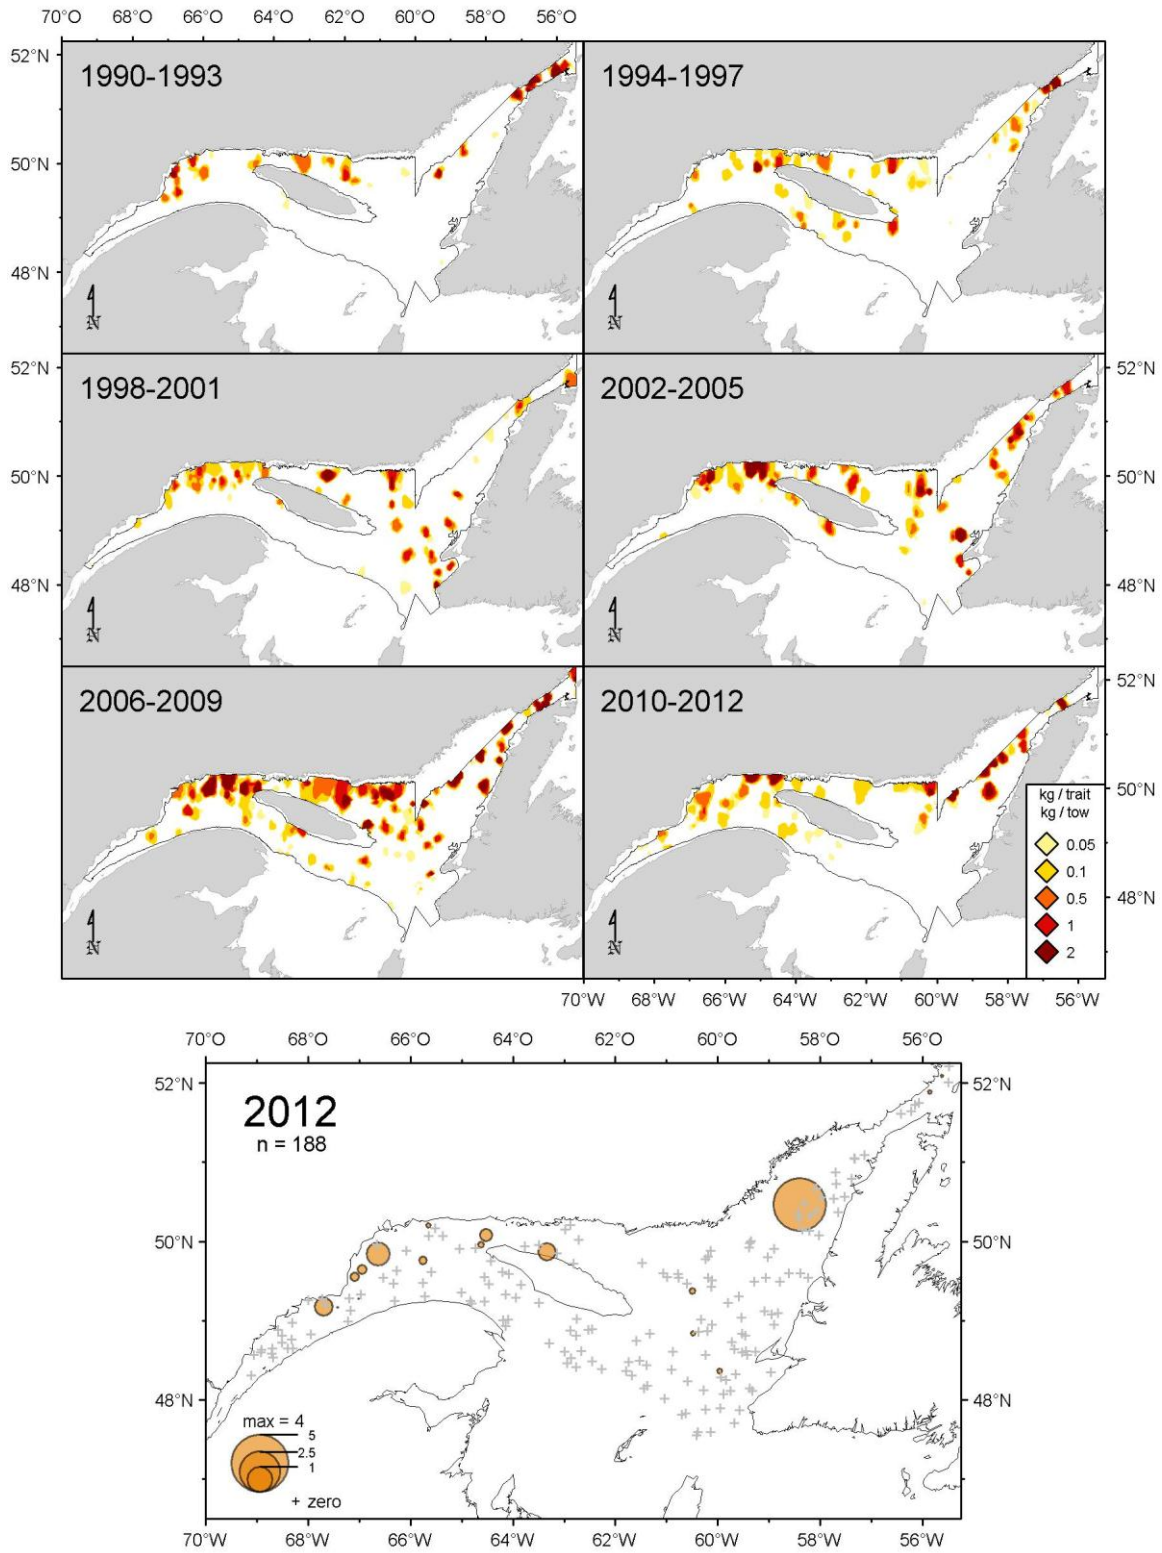 70°O 68°O 66°O 64°O 62°O 60°O 58°O 56°O
52°N
1990-1993
1994-1997
50°N
48°N
N
N
52°N
1998-2001
2002-2005
52°N
50°N
50°N
48°N
48°N
N
N
2006-2009
2010-2012
52°N
50°N
kg / trait
kg / tow
0.05
0.1
0.5
1
2
48°N
N
N
70°W 68°W 66°W 64°W 62°W 60°W 58°W 56°W
70°O 68°O 66°O 64°O 62°O 60°O 58°O 56°O
52°N
52°N
2012
n = 188
50°N
50°N
48°N
48°N
max = 4
5
2.5
1
+ zero
70°W 68°W 66°W 64°W 62°W 60°W 58°W 56°W